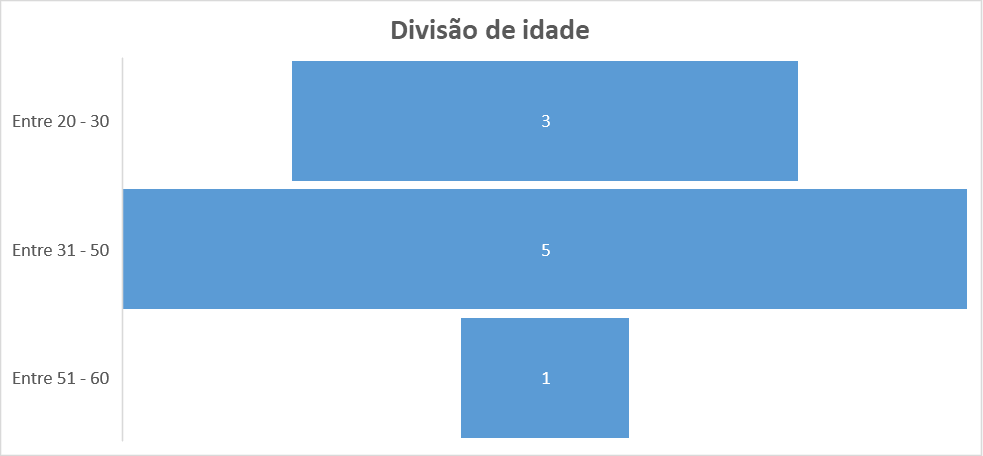 Divisão de idade
Entre 20 - 30
3
Entre 31 - 50
5
Entre 51 - 60
1